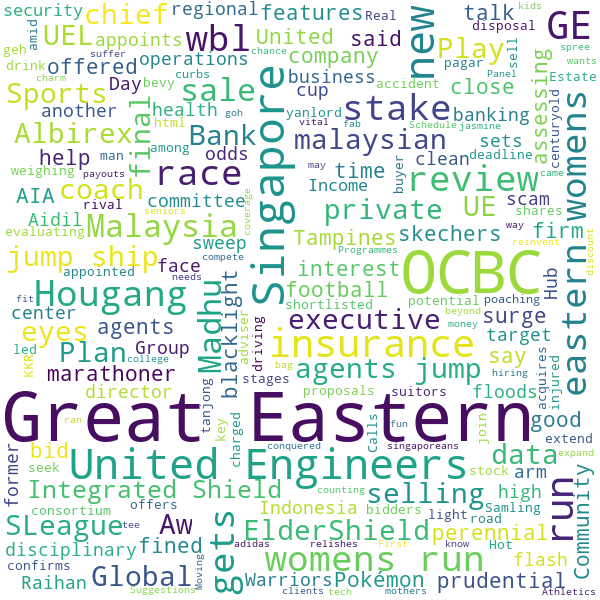 security
chief
regional
features
talk
Real
kids
disposal
spree
wants
amid
geh
drink
charm
suffer
UEL
appoints
wbl
United
said
Play
GE
sell
chance
pagar
Panel
Estate
offered
operations
company
new
Sports
Day
curbs
bevy
sale
business
close
accident
another
final
health
goh
cup
stake
assessing
centuryold
womens
Albirex
html
among
Bank
yanlord
vital
fab
malaysian
banking
Schedule
jasmine
sets
deadline
weighing
man
payouts
help
race
odds
time
clean
Singapore
review
may
buyer
scam
came
AIA
seniors
coach
committee
Income
private
UE
shares
way
evaluating
rival
compete
coverage
Malaysia
Aidil
sweep
Tampines
skechers
firm
reinvent
discount
jump ship
appointed
face
needs
interest
surge
Hub
Programmes
potential
poaching
fit
Hougang
Madhu
blacklight
football
shortlisted
OCBC
beyond
money
center
executive
target
eastern
led
eyes
agents
adviser
driving
insurance
say
hiring
acquires
injured
KKR
Plan
Group
college
marathoner
tanjong
agents jump
floods
director
bag
stages
proposals
suitors
join
good
Great Eastern
key
ran
charged
Calls
fun
singaporeans
conquered
stock
extend
run
former
bid
seek
United Engineers
data
arm
expand
consortium
offers
counting
Indonesia
bidders
Samling
Integrated Shield
selling
high
Community
SLeague
tee
Aw
gets
ElderShield
light
road
perennial
disciplinary
fined
adidas
relishes
First
know
Hot
flash
confirms
Moving
womens run
Raihan
Global
Warriors
Pokémon
prudential
Suggestions
clients
tech
mothers
Athletics